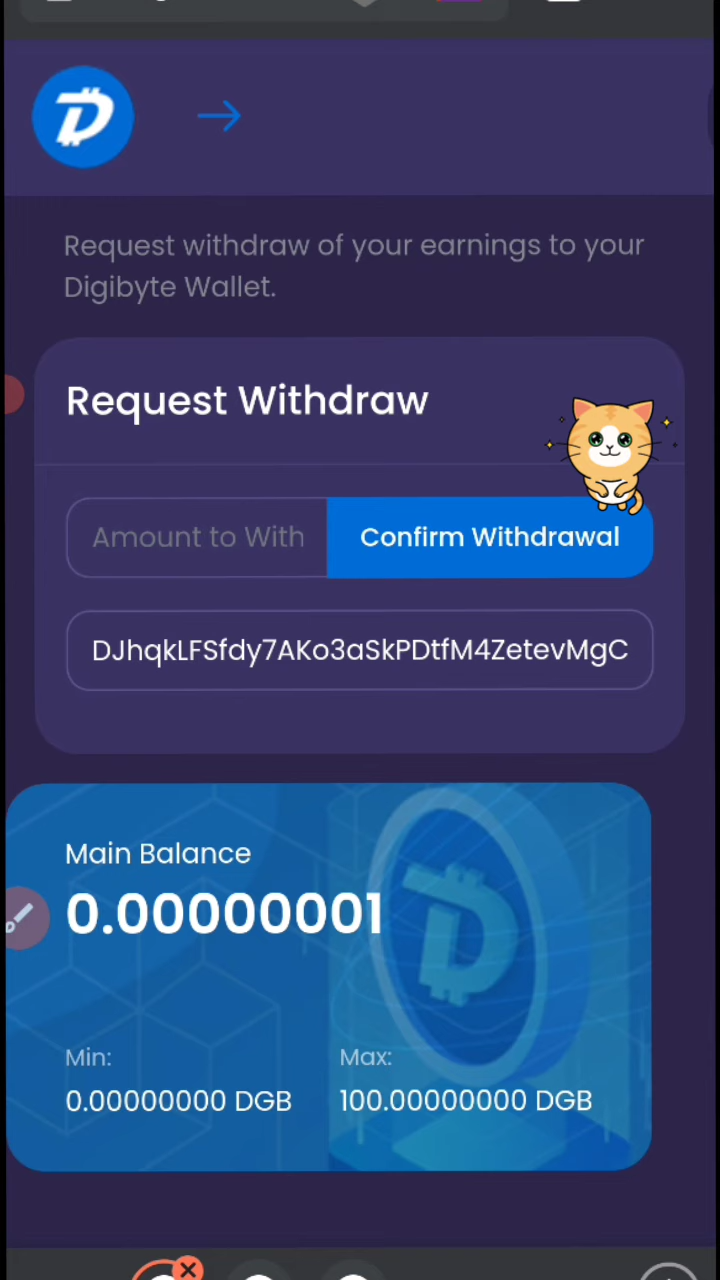 Request withdraw of your earnings to your
Digibyte Wallet.
Request Withdraw
Amount to With
Confirm Withdrawal
DJhqkLFSfdy7AKo3aSkPDtfM4ZetevMgC
Main Balance
0.00000001
Min:
Max:
0.00000000 DGB
100.00000000 DGB